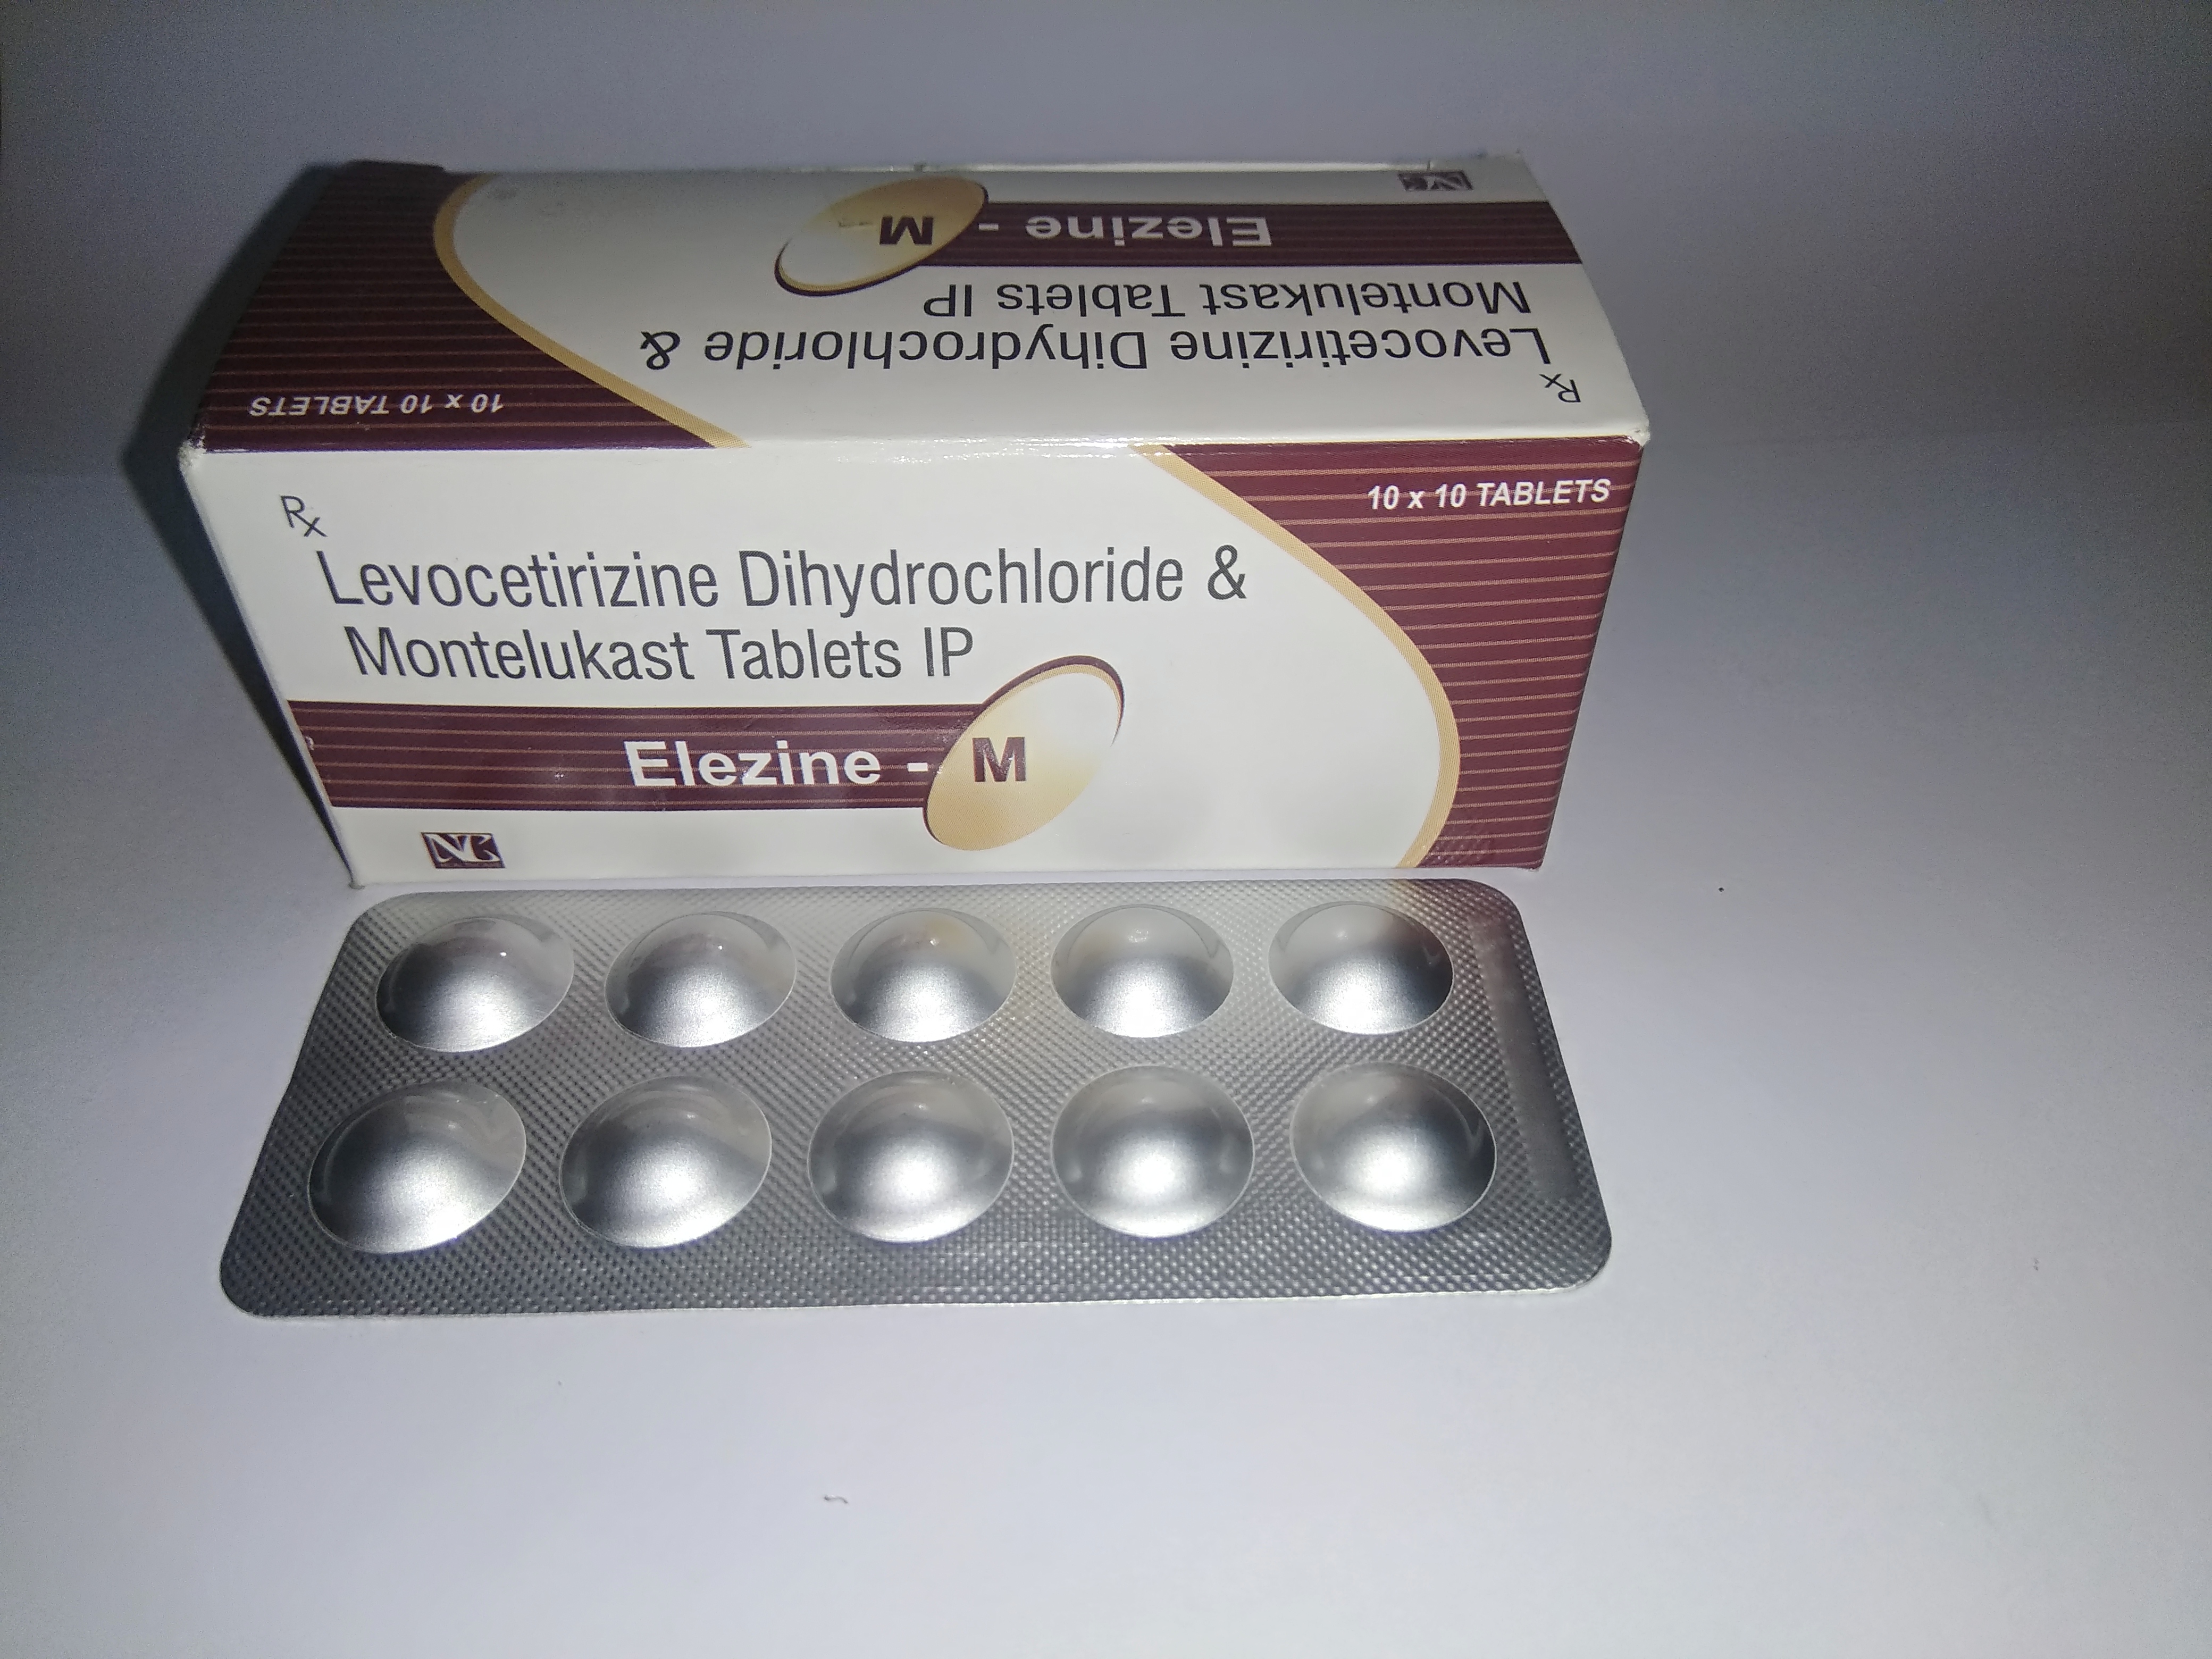 Elezine - M
Levocetirizine Dihydrochloride &
Montelukast Tablets IP
Rx
10 x 10 TABLETS
Rx
Levocetirizine Dihydrochloride &
Montelukast Tablets IP
10 x 10 TABLETS
Elezine - M